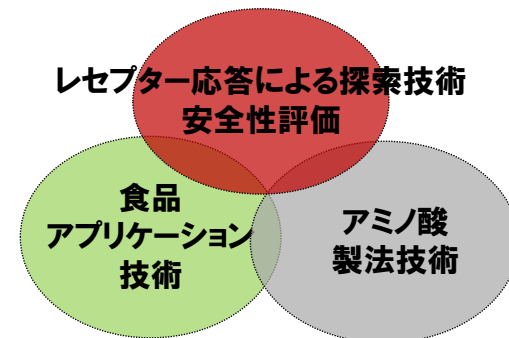 レセプター応答による探索技術
安全性評価
食品
アプリケーション
技術
アミノ酸
製法技術